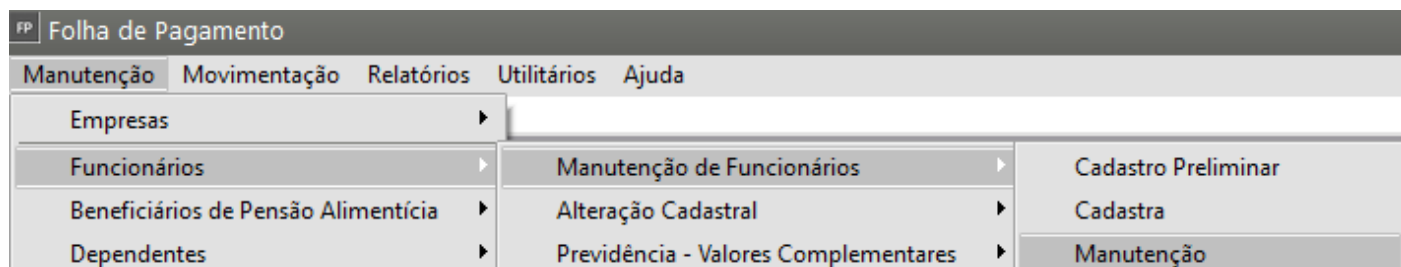 FP Folha de Pagamento
Manutenção Movimentação Relatórios Utilitários Ajuda
Empresas
Funcionários Manutenção de Funcionários Cadastro Preliminar
Beneficiários de Pensão Alimentícia Alteração Cadastral Cadastra
Dependentes Previdência - Valores Complementares Manutenção